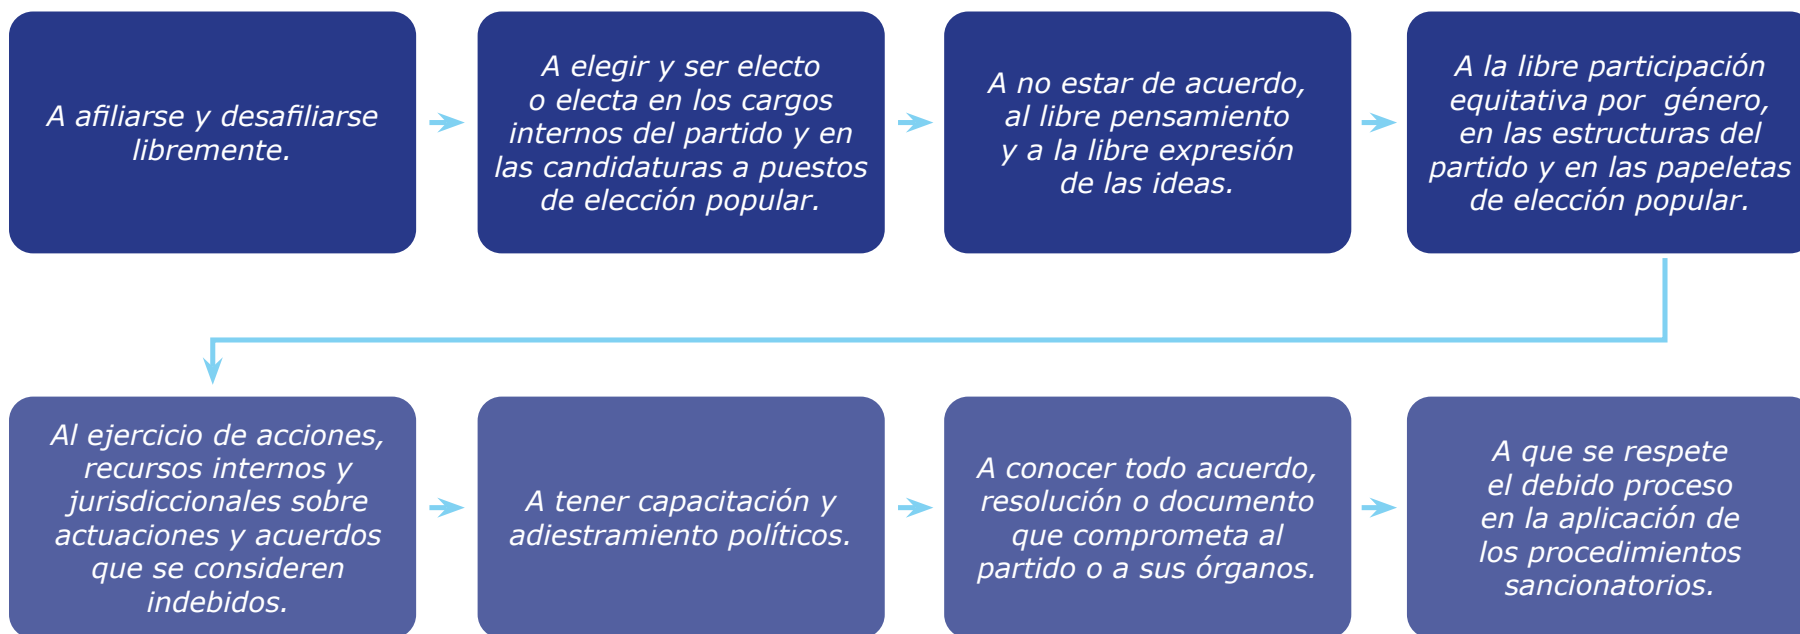 A afiliarse y desafiliarse
libremente.
A elegir y ser electo
o electa en los cargos
internos del partido y en
las candidaturas a puestos
de elección popular.
A no estar de acuerdo,
al libre pensamiento
y a la libre expresión
de las ideas.
A la libre participación
equitativa por  género,
en las estructuras del
partido y en las papeletas
de elección popular.
Al ejercicio de acciones,
recursos internos y
jurisdiccionales sobre
actuaciones y acuerdos
que se consideren
indebidos.
A tener capacitación y
adiestramiento políticos.
A conocer todo acuerdo,
resolución o documento
que comprometa al
partido o a sus órganos.
A que se respete
el debido proceso
en la aplicación de
los procedimientos
sancionatorios.